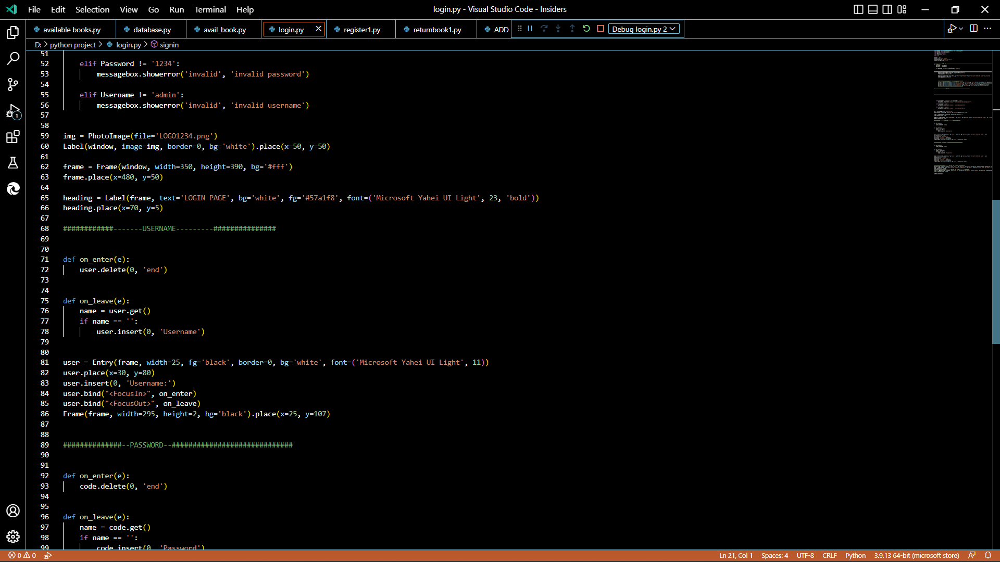 File Edit Selection View Go Run Terminal Help
login.py - Visual Studio Code - Insiders
available books.py database.py avail_book.py login.py register1.py returnbook1.py ADD Debug login.py 2
D: > python project > login.py > signin
51
52 elif Password != '1234':
53 messagebox.showerror('invalid', 'invalid password')
54
55 elif Username != 'admin':
56 messagebox.showerror('invalid', 'invalid username')
57
58
59 img = PhotoImage(file='LOGO1234.png')
60 Label(window, image=img, border=0, bg='white').place(x=50, y=50)
61
62 frame = Frame(window, width=350, height=390, bg='#fff')
63 frame.place(x=480, y=50)
64
65 heading = Label(frame, text='LOGIN PAGE', bg='white', fg='#57a1f8', font=('Microsoft Yahei UI Light', 23, 'bold'))
66 heading.place(x=70, y=5)
67
68 ############-------USERNAME---------###############
69
70
71 def on_enter(e):
72 user.delete(0, 'end')
73
74
75 def on_leave(e):
76 name = user.get()
77 if name == '':
78 user.insert(0, 'Username')
79
80
81 user = Entry(frame, width=25, fg='black', border=0, bg='white', font=('Microsoft Yahei UI Light', 11))
82 user.place(x=30, y=80)
83 user.insert(0, 'Username:')
84 user.bind("<FocusIn>", on_enter)
85 user.bind("<FocusOut>", on_leave)
86 Frame(frame, width=295, height=2, bg='black').place(x=25, y=107)
87
88
89 ##############--PASSWORD--#############################
90
91
92 def on_enter(e):
93 code.delete(0, 'end')
94
95
96 def on_leave(e):
97 name = code.get()
98 if name == '':
99 code.insert(0, 'Password')
1
0 0 Ln 21, Col 1 Spaces: 4 UTF-8 CRLF Python 3.9.13 64-bit (microsoft store)